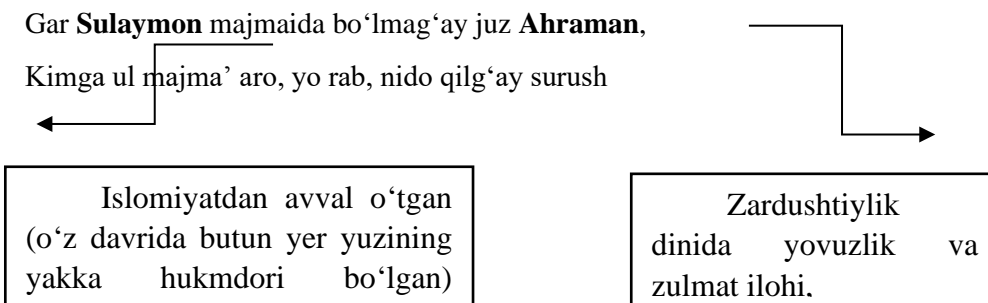 Gar Sulaymon majmaida bo‘lmag‘ay juz Ahraman,
Kimga ul majma’ aro, yo rab, nido qilg‘ay surush
Islomiyatdan avval o‘tgan
(o‘z davrida butun yer yuzining
yakka hukmdori bo‘lgan)
Zardushtiylik
dinida yovuzlik va
zulmat ilohi,